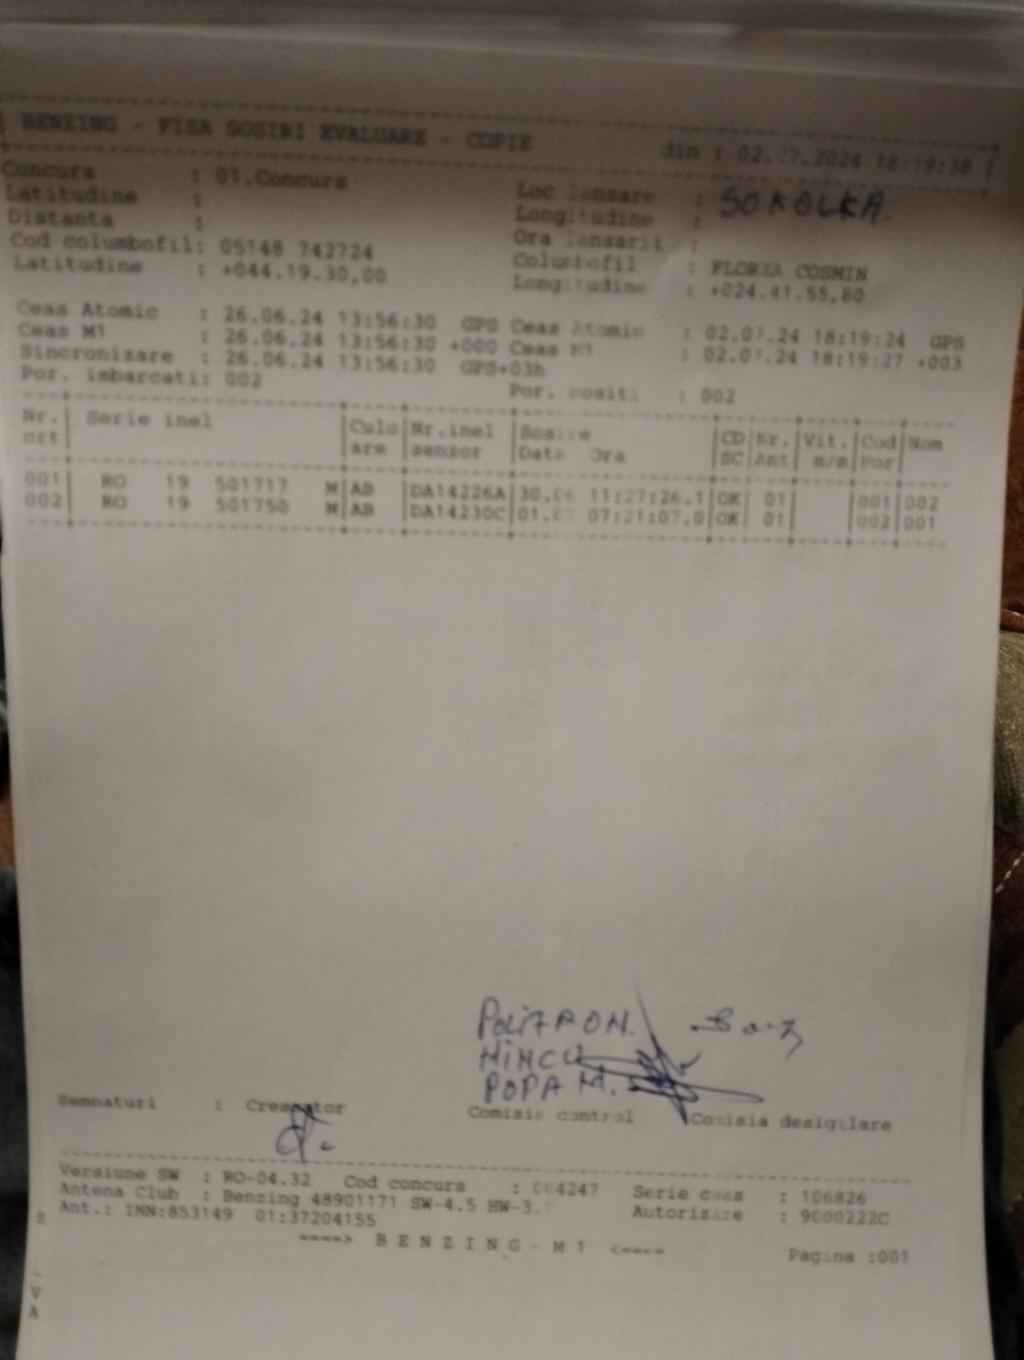 BENZING - FISA SOSIRI EVALUARE - COPIE din : 02.07.2024 18:19:38
Concurs : 01.Concurs Loc lansare : SOKOLKA.
Latitudine : Longitudine :
Distanta : Ora lansarii :
Cod columbofil: 05148 742724 Columbofil : FLOREA COSMIN
Latitudine : +044.19.30,00 Longitudine : +024.41.55,80
Ceas Atomic : 26.06.24 13:56:30 GPS Ceas Atomic : 02.07.24 18:19:24 GPS
Ceas M1 : 26.06.24 13:56:30 +000 Ceas M1 : 02.07.24 18:19:27 +003
Sincronizare : 26.06.24 13:56:30 GPS+03h
Por. imbarcati: 002 Por. sositi : 002
Nr. Serie inel Culo Nr.inel Sosire CD Nr. Vit. Cod Nom
crt are senzor Data Ora SC Ant m/m Por
001 RO 19 501717 M AB DA14226A 30.06 11:27:26.1 OK 01 001 002
002 RO 19 501750 M AB DA14230C 01.07 07:21:07.0 OK 01 002 001
MINCU
POPA M.
Semnaturi : Crescator Comisia control Comisia desigilare
Versiune SW : RO-04.32 Cod concurs : 004247 Serie ceas : 106826
Antena Club : Benzing 48901171 SW-4.5 Autorizare : 9000222C
Ant.: INN:853149 01:37204155
====> BENZING-M1 <====
Pagina :001
S
-
V
A